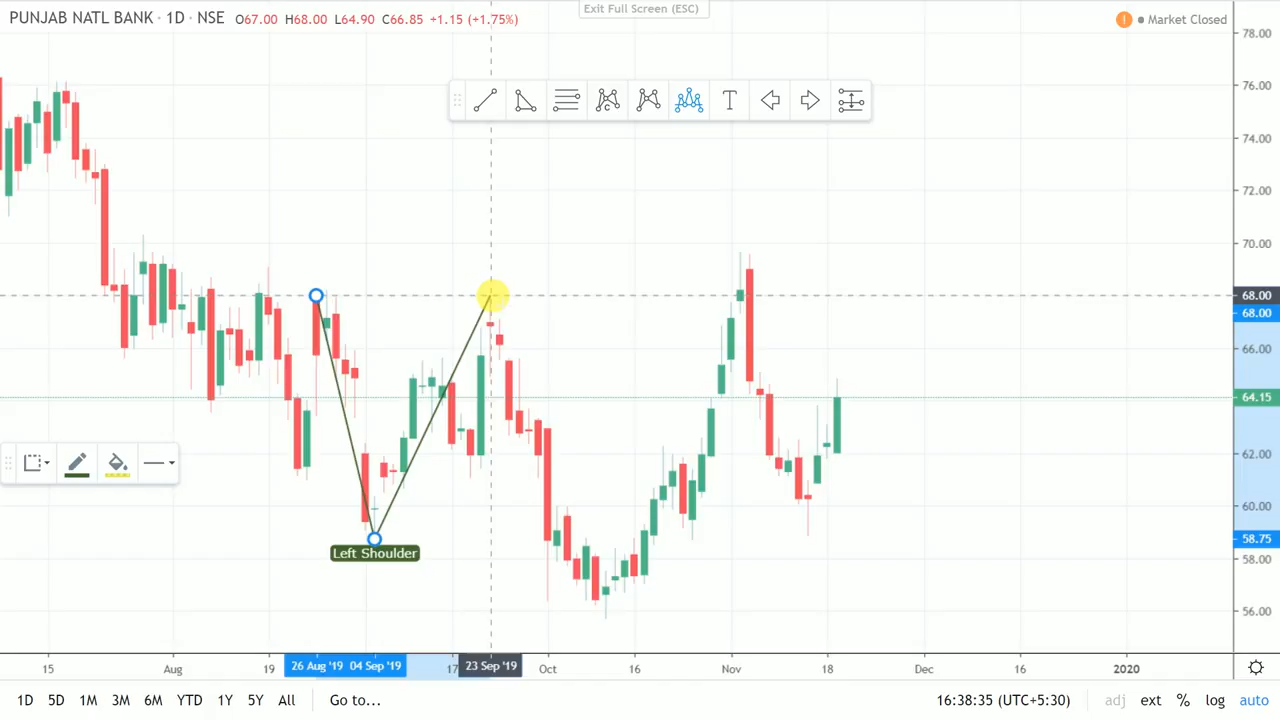 Exit Full Screen (ESC)
PUNJAB NATL BANK · 1D · NSE O67.00 H68.00 L64.90 C66.85 +1.15 (+1.75%)
Market Closed
78.00
76.00
74.00
72.00
70.00
68.00
68.00
66.00
64.15
62.00
60.00
58.75
58.00
56.00
C
T
Left Shoulder
15 Aug 19 26 Aug '19 04 Sep '19 17 23 Sep '19 Oct 16 Nov 18 Dec 16 2020
1D 5D 1M 3M 6M YTD 1Y 5Y All Go to... 16:38:35 (UTC+5:30) adj ext % log auto